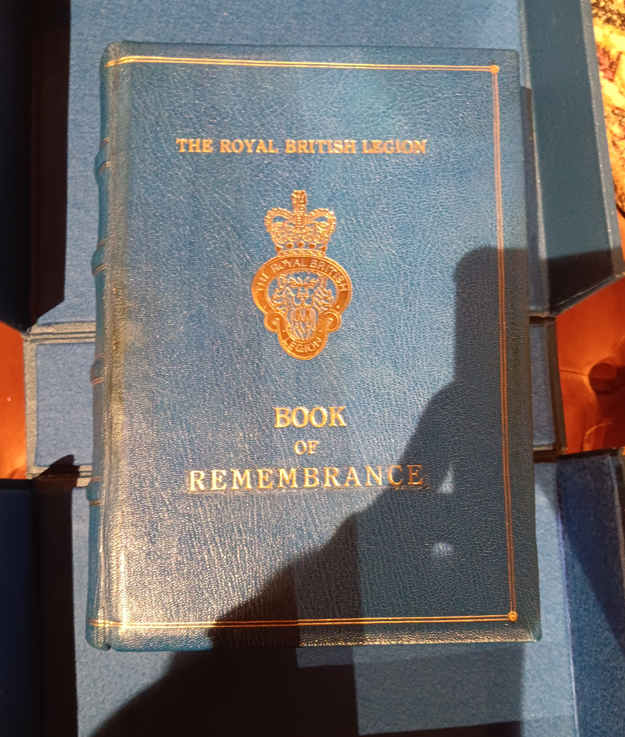 THE ROYAL BRITISH LEGION
THE ROYAL BRITISH
LEGION
BOOK
OF
REMEMBRANCE